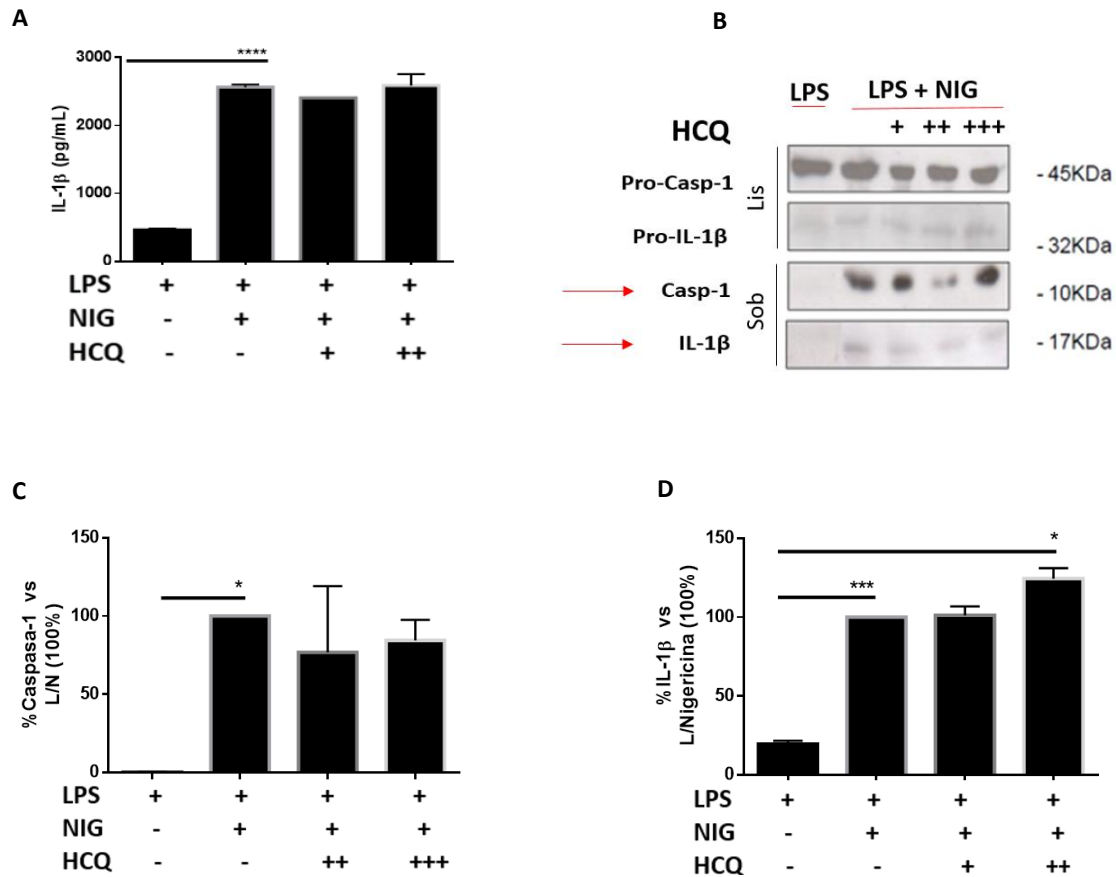 A
****
3000
2000
1000
0
IL-1β (pg/mL)
LPS + + + +
NIG - + + +
HCQ - - + ++
B
LPS LPS + NIG
HCQ + ++ +++
Pro-Casp-1 Lis - 45KDa
Pro-IL-1β - 32KDa
Casp-1 Sob - 10KDa
IL-1β - 17KDa
C
150
100
50
0
*
%Caspasa-1 vs
L/N (100%)
LPS + + + +
NIG - + + +
HCQ - - ++ +++
D
150
100
50
0
*
***
% IL-1β vs
L/Nigericina (100%)
LPS + + + +
NIG - + + +
HCQ - - + ++